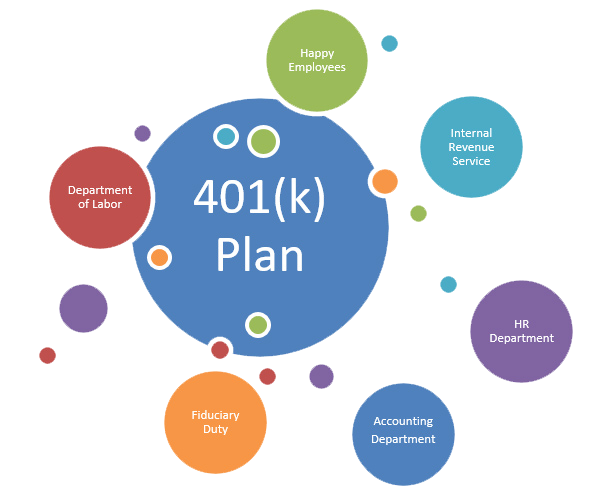 Happy
Employees
Internal
Revenue
Service
Department
of Labor
401(k)
Plan
HR
Department
Fiduciary
Duty
Accounting
Department